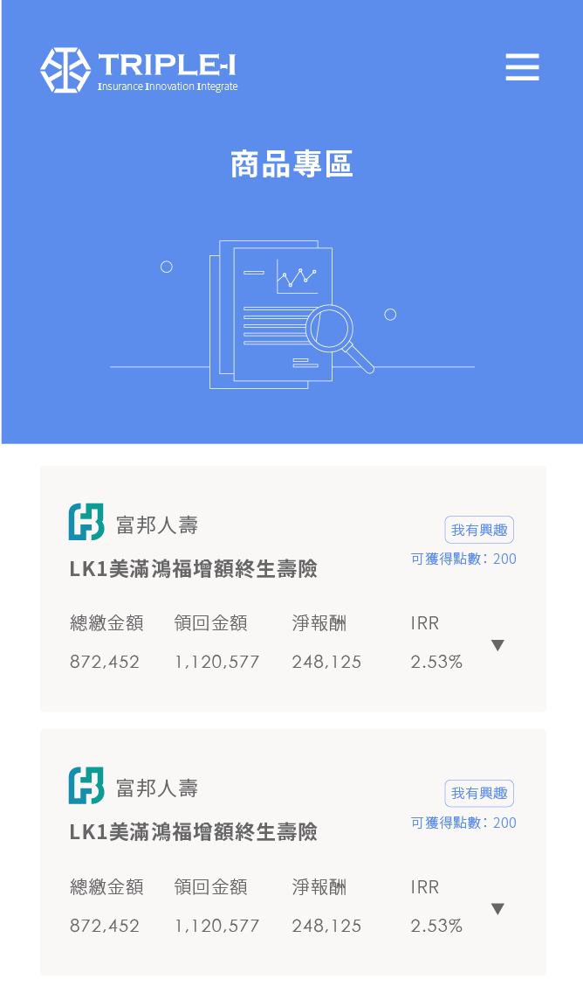 TRIPLE-I
Insurance Innovation Integrate
商品專區
富邦人壽
我有興趣
LK1美滿鴻福增額終生壽險
可獲得點數：200
總繳金額 領回金額 淨報酬 IRR
872,452 1,120,577 248,125 2.53%
富邦人壽
我有興趣
LK1美滿鴻福增額終生壽險
可獲得點數：200
總繳金額 領回金額 淨報酬 IRR
872,452 1,120,577 248,125 2.53%